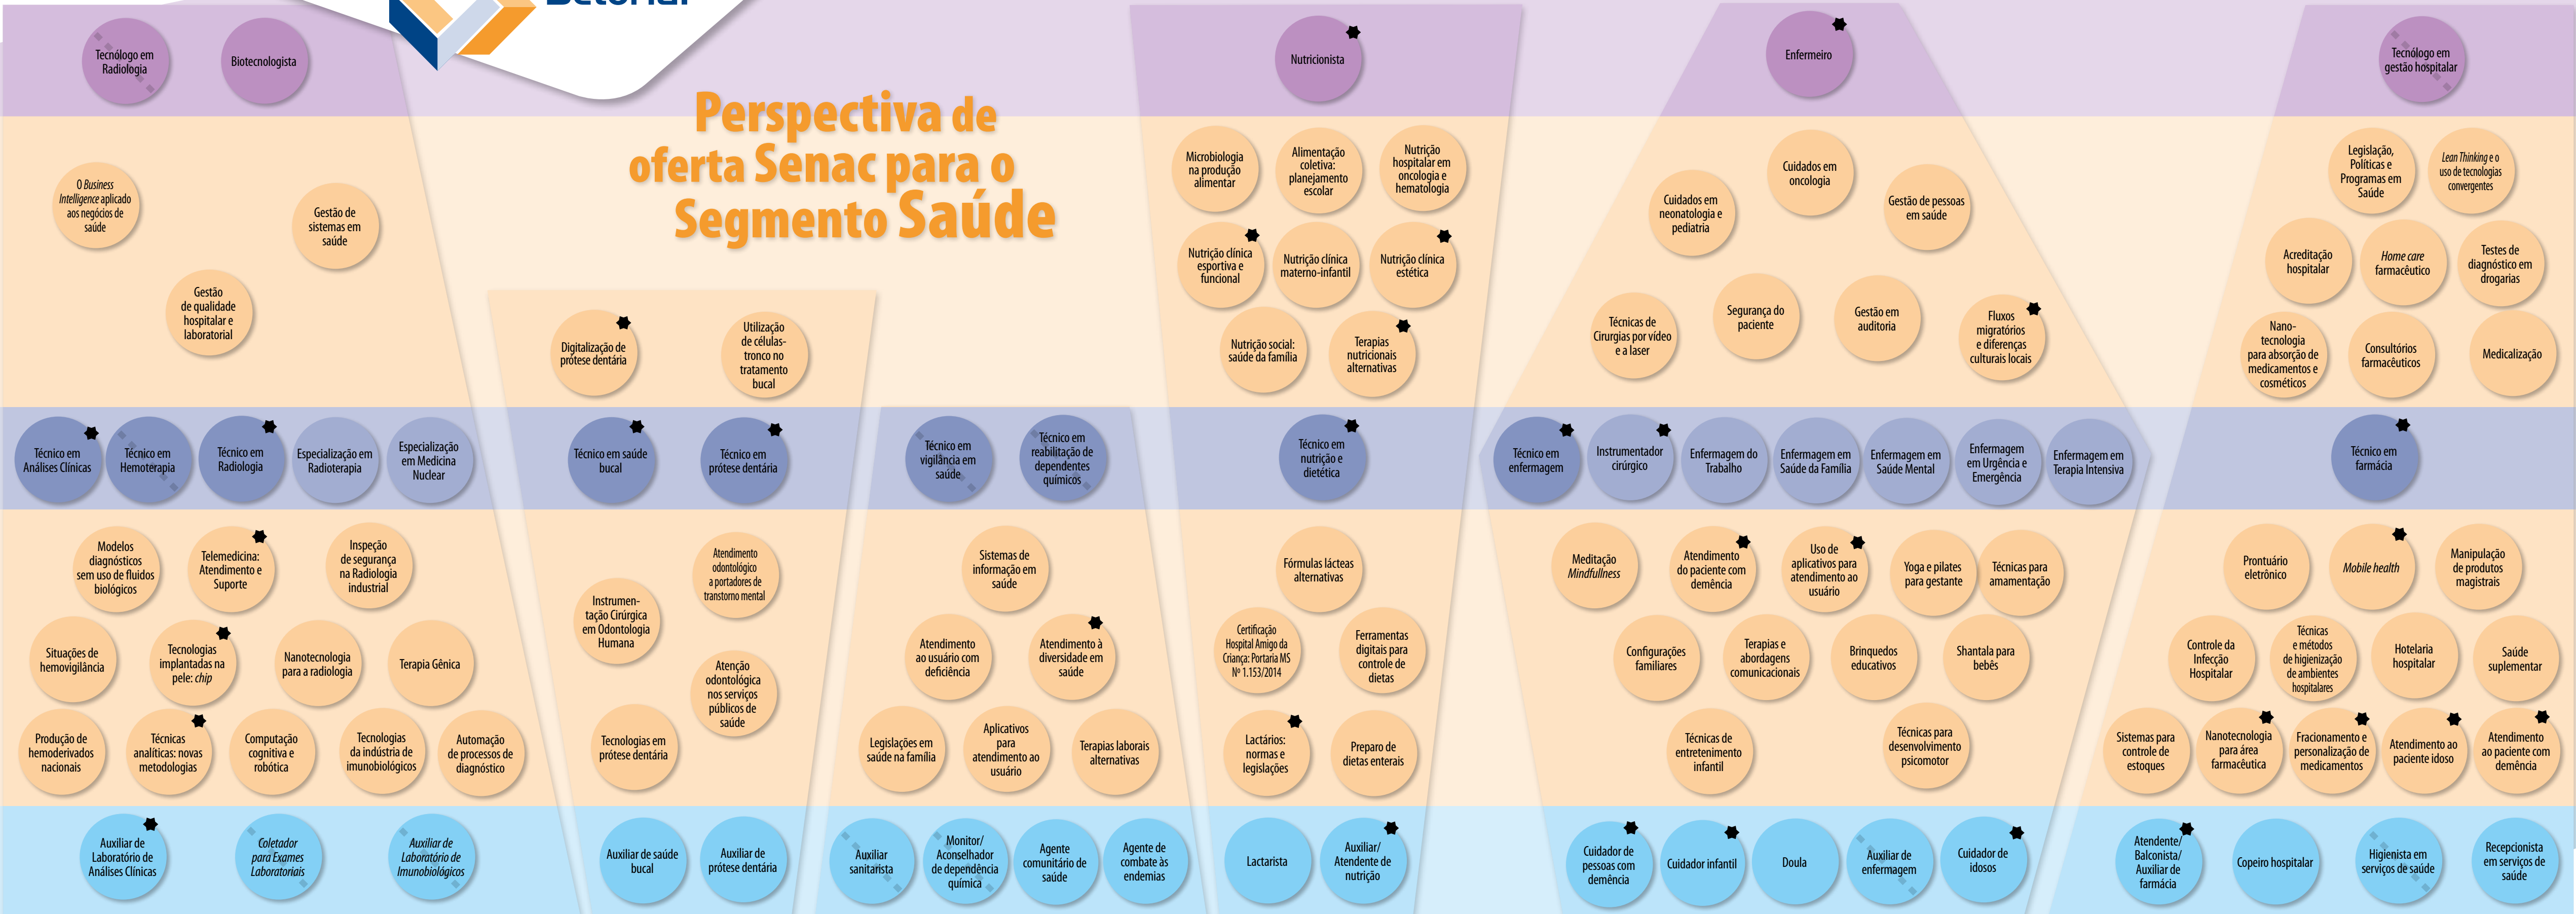 Setorial
Perspectiva de
oferta Senac para o
Segmento Saúde
Tecnólogo em
Radiologia
Biotecnologista
Nutricionista
Enfermeiro
Tecnólogo em
gestão hospitalar
O Business
Intelligence aplicado
aos negócios de
saúde
Gestão de
sistemas em
saúde
Gestão
de qualidade
hospitalar e
laboratorial
Digitalização de
prótese dentária
Utilização
de células-
tronco no
tratamento
bucal
Microbiologia
na produção
alimentar
Alimentação
coletiva:
planejamento
escolar
Nutrição
hospitalar em
oncologia e
hematologia
Nutrição clínica
esportiva e
funcional
Nutrição clínica
materno-infantil
Nutrição clínica
estética
Nutrição social:
saúde da família
Terapias
nutricionais
alternativas
Cuidados em
neonatologia e
pediatria
Cuidados em
oncologia
Gestão de pessoas
em saúde
Técnicas de
Cirurgias por vídeo
e a laser
Segurança do
paciente
Gestão em
auditoria
Fluxos
migratórios
e diferenças
culturais locais
Legislação,
Políticas e
Programas em
Saúde
Lean Thinking e o
uso de tecnologias
convergentes
Acreditação
hospitalar
Home care
farmacêutico
Testes de
diagnóstico em
drogarias
Nano-
tecnologia
para absorção de
medicamentos e
cosméticos
Consultórios
farmacêuticos
Medicalização
Técnico em
Análises Clínicas
Técnico em
Hemoterapia
Técnico em
Radiologia
Especialização em
Radioterapia
Especialização
em Medicina
Nuclear
Técnico em saúde
bucal
Técnico em
prótese dentária
Técnico em
vigilância em
saúde
Técnico em
reabilitação de
dependentes
químicos
Técnico em
nutrição e
dietética
Técnico em
enfermagem
Instrumentador
cirúrgico
Enfermagem do
Trabalho
Enfermagem em
Saúde da Família
Enfermagem em
Saúde Mental
Enfermagem
em Urgência e
Emergência
Enfermagem em
Terapia Intensiva
Técnico em
farmácia
Modelos
diagnósticos
sem uso de fluidos
biológicos
Telemedicina:
Atendimento e
Suporte
Inspeção
de segurança
na Radiologia
industrial
Situações de
hemovigilância
Tecnologias
implantadas na
pele: chip
Nanotecnologia
para a radiologia
Terapia Gênica
Produção de
hemoderivados
nacionais
Técnicas
analíticas: novas
metodologias
Computação
cognitiva e
robótica
Tecnologias
da indústria de
imunobiológicos
Automação
de processos de
diagnóstico
Atendimento
odontológico
a portadores de
transtorno mental
Instrumen-
tação Cirúrgica
em Odontologia
Humana
Atenção
odontológica
nos serviços
públicos de
saúde
Tecnologias em
prótese dentária
Sistemas de
informação em
saúde
Atendimento
ao usuário com
deficiência
Atendimento à
diversidade em
saúde
Legislações em
saúde na família
Aplicativos
para
atendimento ao
usuário
Terapias laborais
alternativas
Fórmulas lácteas
alternativas
Certificação
Hospital Amigo da
Criança: Portaria MS
Nº 1.153/2014
Ferramentas
digitais para
controle de
dietas
Lactários:
normas e
legislações
Preparo de
dietas enterais
Meditação
Mindfullness
Atendimento
do paciente com
demência
Uso de
aplicativos para
atendimento ao
usuário
Yoga e pilates
para gestante
Técnicas para
amamentação
Configurações
familiares
Terapias e
abordagens
comunicacionais
Brinquedos
educativos
Shantala para
bebês
Técnicas de
entretenimento
infantil
Técnicas para
desenvolvimento
psicomotor
Prontuário
eletrônico
Mobile health
Manipulação
de produtos
magistrais
Controle da
Infecção
Hospitalar
Técnicas
e métodos
de higienização
de ambientes
hospitalares
Hotelaria
hospitalar
Saúde
suplementar
Sistemas para
controle de
estoques
Nanotecnologia
para área
farmacêutica
Fracionamento e
personalização de
medicamentos
Atendimento ao
paciente idoso
Atendimento
ao paciente com
demência
Auxiliar de
Laboratório de
Análises Clínicas
Coletador
para Exames
Laboratoriais
Auxiliar de
Laboratório de
Imunobiológicos
Auxiliar de saúde
bucal
Auxiliar de
prótese dentária
Auxiliar
sanitarista
Monitor/
Aconselhador
de dependência
química
Agente
comunitário de
saúde
Agente de
combate às
endemias
Lactarista
Auxiliar/
Atendente de
nutrição
Cuidador de
pessoas com
demência
Cuidador infantil
Doula
Auxiliar de
enfermagem
Cuidador de
idosos
Atendente/
Balconista/
Auxiliar de
farmácia
Copeiro hospitalar
Higienista em
serviços de saúde
Recepcionista
em serviços de
saúde